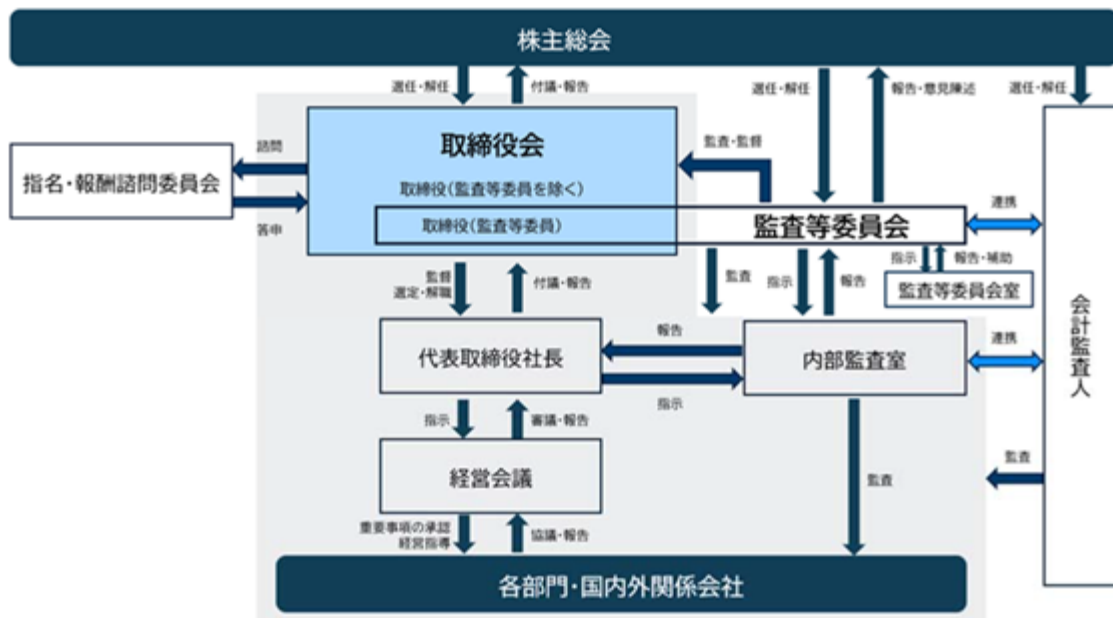 株主総会
選任・解任
付議・報告
選任・解任
報告・意見陳述
選任・解任
取締役会
監査・監督
諮問
指名・報酬諮問委員会
取締役(監査等委員を除く)
取締役(監査等委員)
監査等委員会
連携
答申
監督
選定・解職
付議・報告
監査
指示
報告
指示
報告・補助
監査等委員会室
会計監査人
代表取締役社長
報告
指示
内部監査室
連携
指示
審議・報告
経営会議
監査
監査
重要事項の承認
経営指導
協議・報告
各部門・国内外関係会社